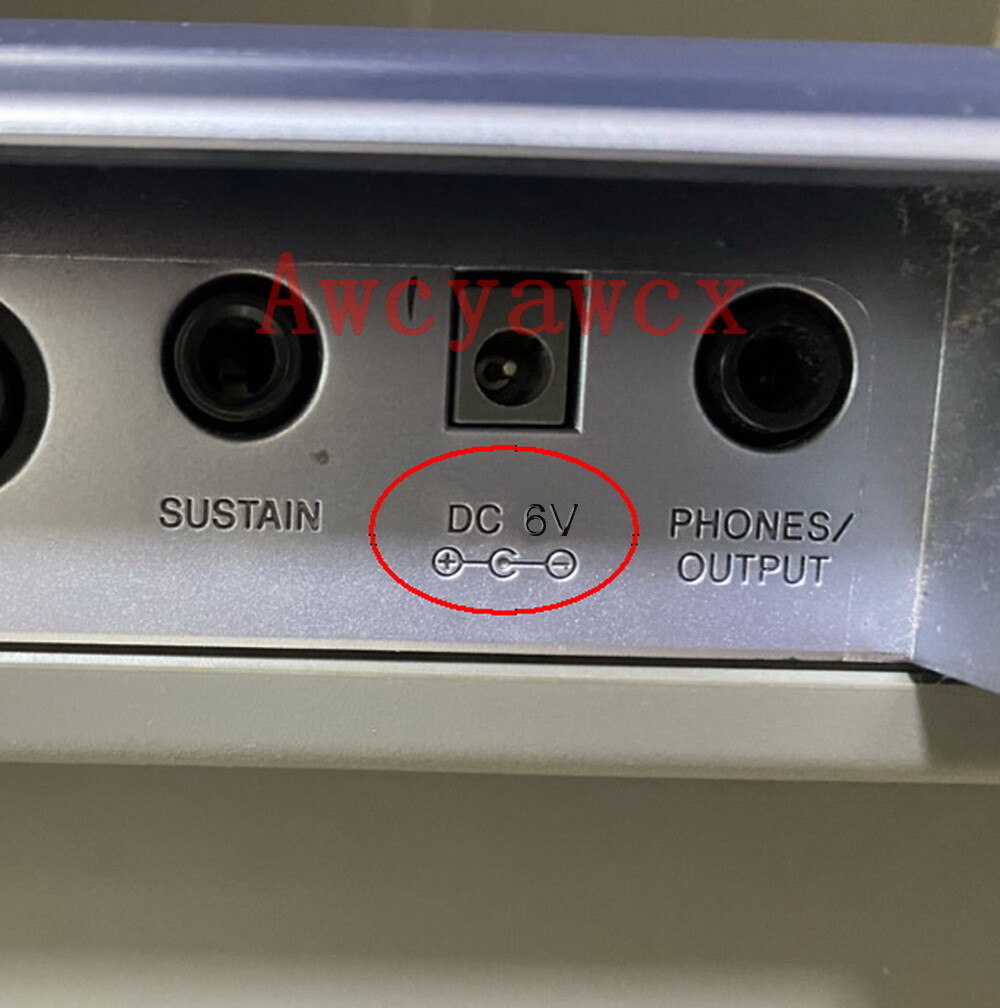 Awcyawcx
SUSTAIN
DC 6V
PHONES/
OUTPUT